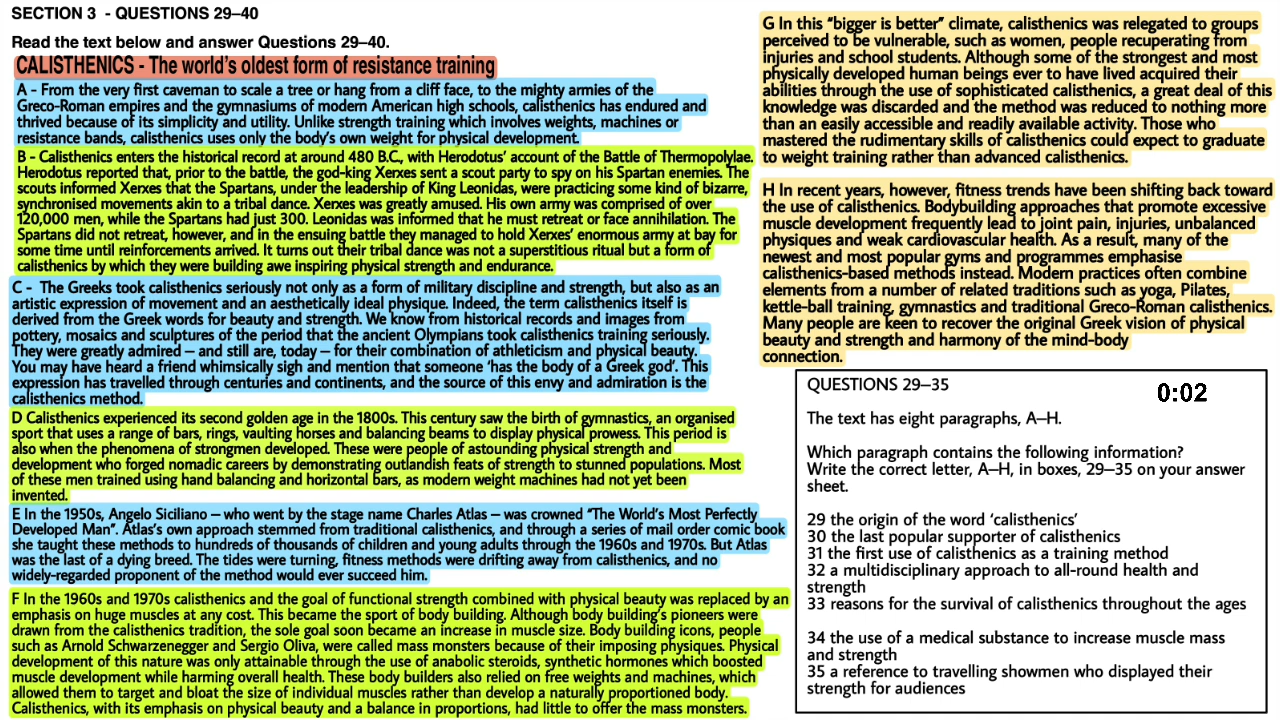 SECTION 3 - QUESTIONS 29–40
Read the text below and answer Questions 29–40.
CALISTHENICS - The world's oldest form of resistance training
A - From the very first caveman to scale a tree or hang from a cliff face, to the mighty armies of the
Greco-Roman empires and the gymnasiums of modern American high schools, calisthenics has endured and
thrived because of its simplicity and utility. Unlike strength training which involves weights, machines or
resistance bands, calisthenics uses only the body's own weight for physical development.
B - Calisthenics enters the historical record at around 480 B.C., with Herodotus' account of the Battle of Thermopolylae.
Herodotus reported that, prior to the battle, the god-king Xerxes sent a scout party to spy on his Spartan enemies. The
scouts informed Xerxes that the Spartans, under the leadership of King Leonidas, were practicing some kind of bizarre,
synchronised movements akin to a tribal dance. Xerxes was greatly amused. His own army was comprised of over
120,000 men, while the Spartans had just 300. Leonidas was informed that he must retreat or face annihilation. The
Spartans did not retreat, however, and in the ensuing battle they managed to hold Xerxes' enormous army at bay for
some time until reinforcements arrived. It turns out their tribal dance was not a superstitious ritual but a form of
calisthenics by which they were building awe inspiring physical strength and endurance.
C - The Greeks took calisthenics seriously not only as a form of military discipline and strength, but also as an
artistic expression of movement and an aesthetically ideal physique. Indeed, the term calisthenics itself is
derived from the Greek words for beauty and strength. We know from historical records and images from
pottery, mosaics and sculptures of the period that the ancient Olympians took calisthenics training seriously.
They were greatly admired – and still are, today – for their combination of athleticism and physical beauty.
You may have heard a friend whimsically sigh and mention that someone 'has the body of a Greek god'. This
expression has travelled through centuries and continents, and the source of this envy and admiration is the
calisthenics method.
D Calisthenics experienced its second golden age in the 1800s. This century saw the birth of gymnastics, an organised
sport that uses a range of bars, rings, vaulting horses and balancing beams to display physical prowess. This period is
also when the phenomena of strongmen developed. These were people of astounding physical strength and
development who forged nomadic careers by demonstrating outlandish feats of strength to stunned populations. Most
of these men trained using hand balancing and horizontal bars, as modern weight machines had not yet been
invented.
E In the 1950s, Angelo Siciliano – who went by the stage name Charles Atlas – was crowned "The World's Most Perfectly
Developed Man". Atlas's own approach stemmed from traditional calisthenics, and through a series of mail order comic book
she taught these methods to hundreds of thousands of children and young adults through the 1960s and 1970s. But Atlas
was the last of a dying breed. The tides were turning, fitness methods were drifting away from calisthenics, and no
widely-regarded proponent of the method would ever succeed him.
F In the 1960s and 1970s calisthenics and the goal of functional strength combined with physical beauty was replaced by an
emphasis on huge muscles at any cost. This became the sport of body building. Although body building's pioneers were
drawn from the calisthenics tradition, the sole goal soon became an increase in muscle size. Body building icons, people
such as Arnold Schwarzenegger and Sergio Oliva, were called mass monsters because of their imposing physiques. Physical
development of this nature was only attainable through the use of anabolic steroids, synthetic hormones which boosted
muscle development while harming overall health. These body builders also relied on free weights and machines, which
allowed them to target and bloat the size of individual muscles rather than develop a naturally proportioned body.
Calisthenics, with its emphasis on physical beauty and a balance in proportions, had little to offer the mass monsters.
G In this "bigger is better" climate, calisthenics was relegated to groups
perceived to be vulnerable, such as women, people recuperating from
injuries and school students. Although some of the strongest and most
physically developed human beings ever to have lived acquired their
abilities through the use of sophisticated calisthenics, a great deal of this
knowledge was discarded and the method was reduced to nothing more
than an easily accessible and readily available activity. Those who
mastered the rudimentary skills of calisthenics could expect to graduate
to weight training rather than advanced calisthenics.
H In recent years, however, fitness trends have been shifting back toward
the use of calisthenics. Bodybuilding approaches that promote excessive
muscle development frequently lead to joint pain, injuries, unbalanced
physiques and weak cardiovascular health. As a result, many of the
newest and most popular gyms and programmes emphasise
calisthenics-based methods instead. Modern practices often combine
elements from a number of related traditions such as yoga, Pilates,
kettle-ball training, gymnastics and traditional Greco-Roman calisthenics.
Many people are keen to recover the original Greek vision of physical
beauty and strength and harmony of the mind-body
connection.
QUESTIONS 29–35
0:02
The text has eight paragraphs, A–H.
Which paragraph contains the following information?
Write the correct letter, A–H, in boxes, 29–35 on your answer
sheet.
29 the origin of the word 'calisthenics'
30 the last popular supporter of calisthenics
31 the first use of calisthenics as a training method
32 a multidisciplinary approach to all-round health and
strength
33 reasons for the survival of calisthenics throughout the ages
34 the use of a medical substance to increase muscle mass
and strength
35 a reference to travelling showmen who displayed their
strength for audiences